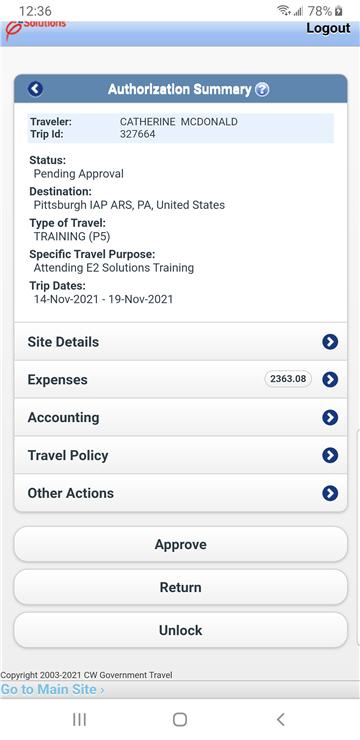 12:36
78%
Solutions
Logout
Authorization Summary ?
Traveler: CATHERINE MCDONALD
Trip Id: 327664
Status:
Pending Approval
Destination:
Pittsburgh IAP ARS, PA, United States
Type of Travel:
TRAINING (P5)
Specific Travel Purpose:
Attending E2 Solutions Training
Trip Dates:
14-Nov-2021 - 19-Nov-2021
Site Details
Expenses 2363.08
Accounting
Travel Policy
Other Actions
Approve
Return
Unlock
Copyright 2003-2021 CW Government Travel
Go to Main Site ›